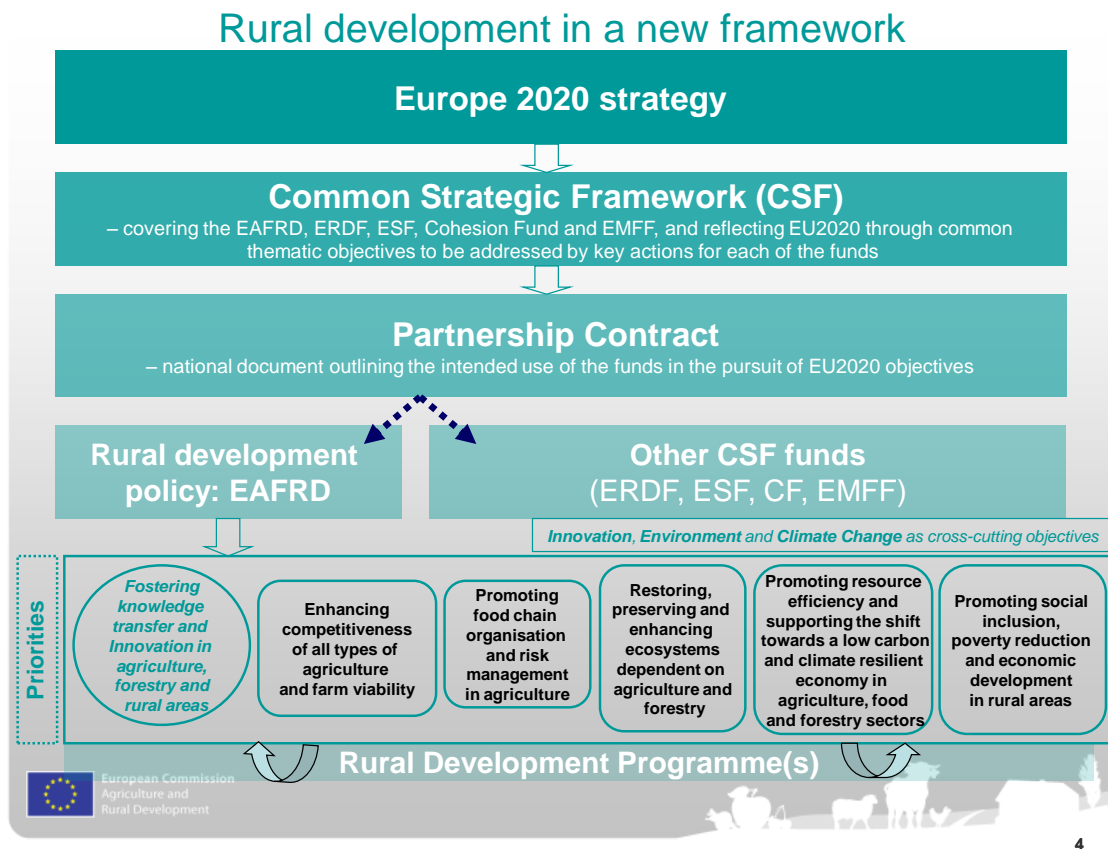 Rural development in a new framework
Europe 2020 strategy
Common Strategic Framework (CSF)
– covering the EAFRD, ERDF, ESF, Cohesion Fund and EMFF, and reflecting EU2020 through common
thematic objectives to be addressed by key actions for each of the funds
Partnership Contract
– national document outlining the intended use of the funds in the pursuit of EU2020 objectives
Rural development
policy: EAFRD
Other CSF funds
(ERDF, ESF, CF, EMFF)
Innovation, Environment and Climate Change as cross-cutting objectives
Priorities
Fostering
knowledge
transfer and
Innovation in
agriculture,
forestry and
rural areas
Enhancing
competitiveness
of all types of
agriculture
and farm viability
Promoting
food chain
organisation
and risk
management
in agriculture
Restoring,
preserving and
enhancing
ecosystems
dependent on
agriculture and
forestry
Promoting resource
efficiency and
supporting the shift
towards a low carbon
and climate resilient
economy in
agriculture, food
and forestry sectors
Promoting social
inclusion,
poverty reduction
and economic
development
in rural areas
Rural Development Programme(s)
European Commission
Agriculture and
Rural Development
4